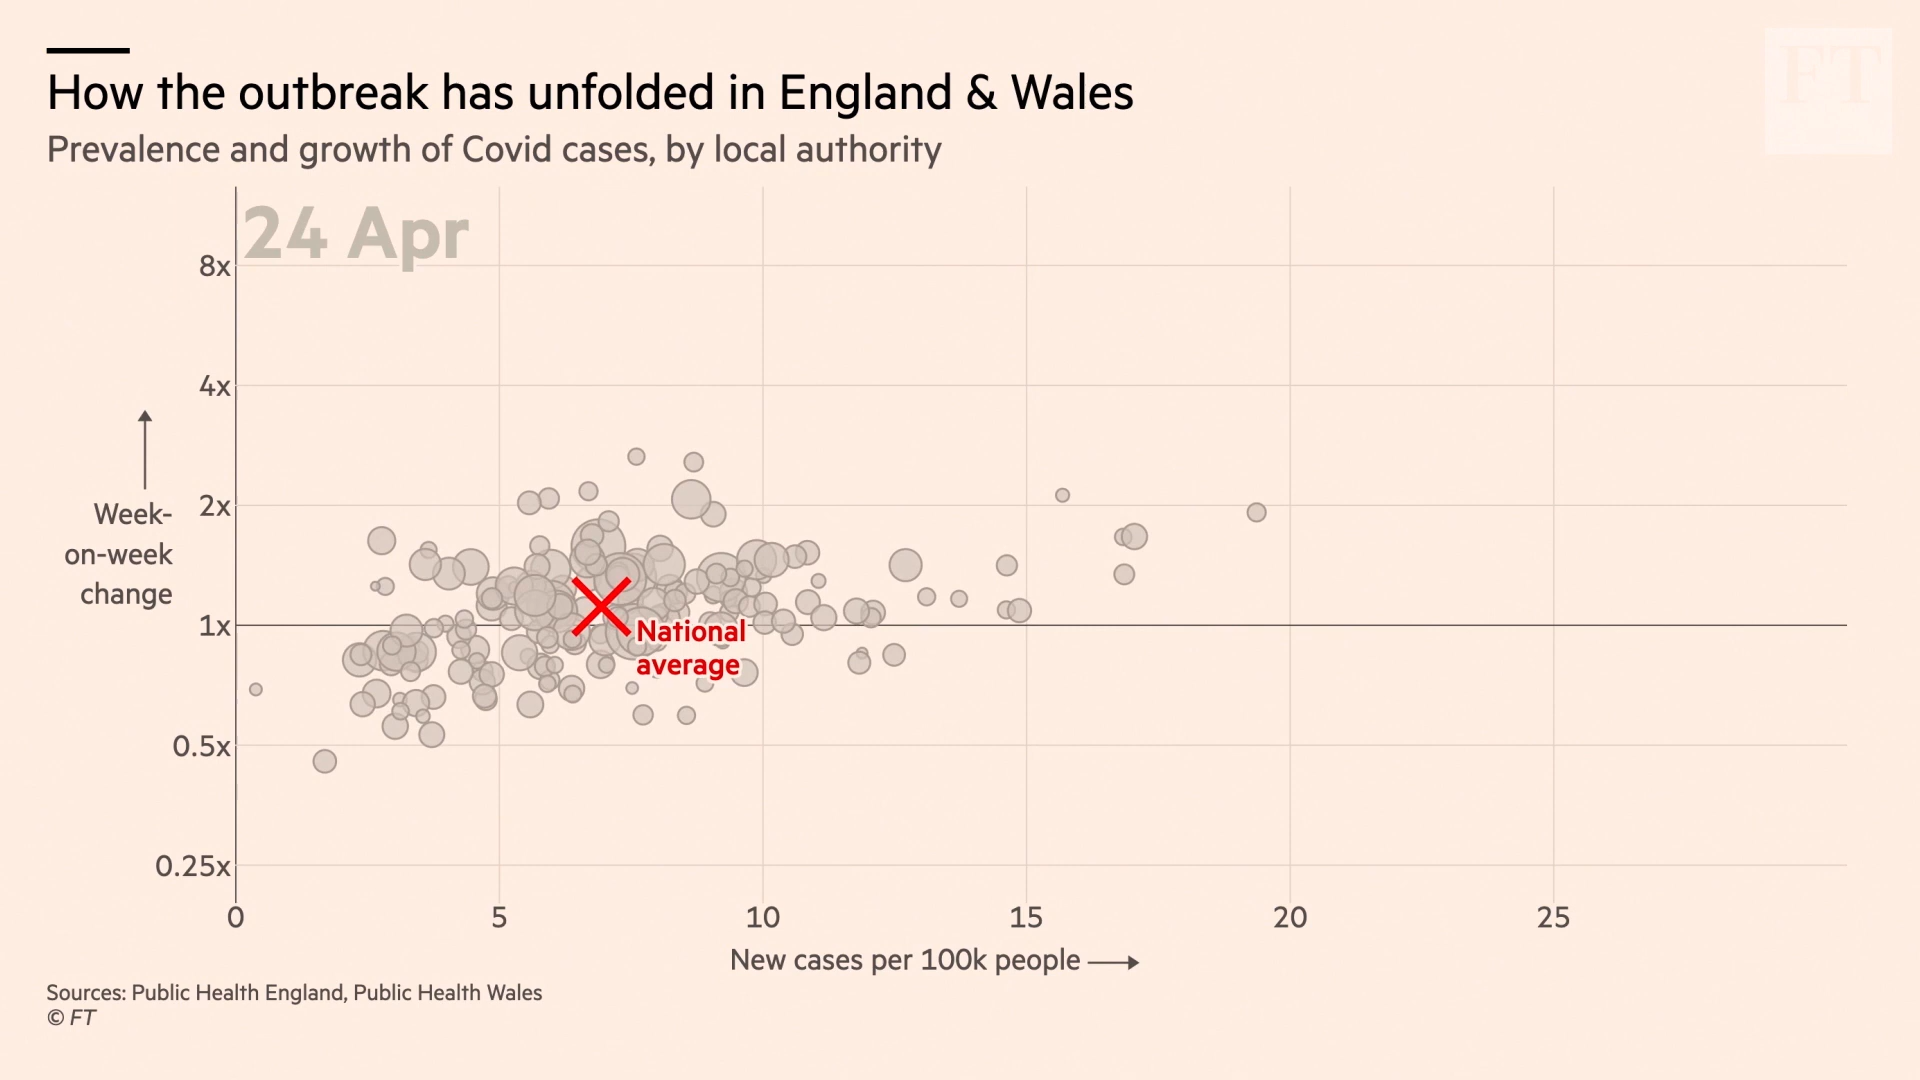 FT
How the outbreak has unfolded in England & Wales
Prevalence and growth of Covid cases, by local authority
24 Apr
8x
4x
2x
1x
0.5x
0.25x
Week-
on-week
change
National
average
0 5 10 15 20 25
New cases per 100k people
Sources: Public Health England, Public Health Wales
© FT